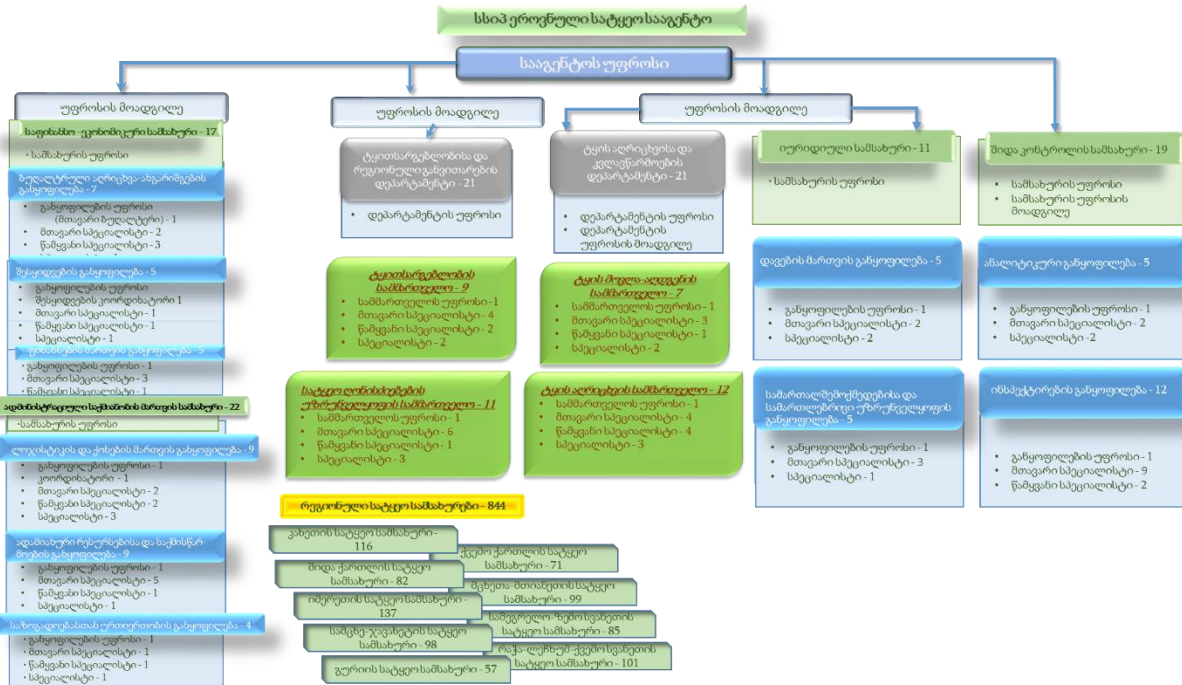 სსიპ ეროვნული სატყეო სააგენტო
სააგენტოს უფროსი
უფროსის მოადგილე
საფინანსო-ეკონომიკური სამსახური - 17
· სამსახურის უფროსი
ბუღალტრული აღრიცხვა-ანგარიშგების
განყოფილება - 7
• განყოფილების უფროსი
(მთავარი ბუღალტერი) - 1
• მთავარი სპეციალისტი - 2
• წამყვანი სპეციალისტი - 3
შესყიდვების განყოფილება - 5
• განყოფილების უფროსი
• შესყიდვების კოორდინატორი 1
• მთავარი სპეციალისტი - 1
• წამყვანი სპეციალისტი - 1
• სპეციალისტი - 1
ფინანსების მართვის განყოფილება - 5
· განყოფილების უფროსი - 1
· მთავარი სპეციალისტი - 3
· წამყვანი სპეციალისტი - 1
ადმინისტრაციული საქმიანობის მართვის სამსახური - 22
·სამსახურის უფროსი
ლოჯისტიკის და ქონების მართვის განყოფილება - 9
• განყოფილების უფროსი - 1
• კოორდინატორი - 1
• მთავარი სპეციალისტი - 2
• წამყვანი სპეციალისტი - 2
• სპეციალისტი - 3
ადამიანური რესურსებისა და საქმისწარ-
მოების განყოფილება - 9
• განყოფილების უფროსი - 1
• მთავარი სპეციალისტი - 5
• წამყვანი სპეციალისტი - 1
• სპეციალისტი - 1
საზოგადოებასთან ურთიერთობის განყოფილება - 4
· განყოფილების უფროსი - 1
· მთავარი სპეციალისტი - 1
· წამყვანი სპეციალისტი - 1
· სპეციალისტი - 1
უფროსის მოადგილე
ტყითსარგებლობისა და
რეგიონული განვითარების
დეპარტამენტი - 21
• დეპარტამენტის უფროსი
ტყითსარგებლობის
სამმართველო - 9
• სამმართველოს უფროსი -1
• მთავარი სპეციალისტი - 4
• წამყვანი სპეციალისტი - 2
• სპეციალისტი - 2
სატყეო ღონისძიებების
უზრუნველყოფის სამმართველო - 11
• სამმართველოს უფროსი - 1
• მთავარი სპეციალისტი - 6
• წამყვანი სპეციალისტი - 1
• სპეციალისტი - 3
უფროსის მოადგილე
ტყის აღრიცხვისა და
კვლავწარმოების
დეპარტამენტი - 21
• დეპარტამენტის უფროსი
• დეპარტამენტის
უფროსის მოადგილე
ტყის მოვლა-აღდგენის
სამმართველო - 7
• სამმართველოს უფროსი - 1
• მთავარი სპეციალისტი - 3
• წამყვანი სპეციალისტი - 1
• სპეციალისტი - 2
ტყის აღრიცხვის სამმართველო - 12
• სამმართველოს უფროსი - 1
• მთავარი სპეციალისტი - 4
• წამყვანი სპეციალისტი - 4
• სპეციალისტი - 3
იურიდიული სამსახური - 11
· სამსახურის უფროსი
დავების მართვის განყოფილება - 5
• განყოფილების უფროსი - 1
• მთავარი სპეციალისტი - 2
• სპეციალისტი - 2
სამართალშემოქმედებისა და
სამართლებრივი უზრუნველყოფის
განყოფილება - 5
• განყოფილების უფროსი - 1
• მთავარი სპეციალისტი - 3
• სპეციალისტი - 1
შიდა კონტროლის სამსახური - 19
• სამსახურის უფროსი
• სამსახურის უფროსის
მოადგილე
ანალიტიკური განყოფილება - 5
• განყოფილების უფროსი - 1
• მთავარი სპეციალისტი - 2
• სპეციალისტი - 2
ინსპექტირების განყოფილება - 12
• განყოფილების უფროსი - 1
• მთავარი სპეციალისტი - 9
• წამყვანი სპეციალისტი - 2
რეგიონული სატყეო სამსახურები - 844
კახეთის სატყეო სამსახური -
116
ქვემო ქართლის სატყეო
სამსახური - 71
შიდა ქართლის სატყეო
სამსახური - 82
მცხეთა-მთიანეთის სატყეო
სამსახური - 99
იმერეთის სატყეო სამსახური -
137
სამეგრელო-ზემო სვანეთის
სატყეო სამსახური - 85
სამცხე-ჯავახეთის სატყეო
სამსახური - 98
რაჭა-ლეჩხუმ-ქვემო სვანეთის
სატყეო სამსახური - 101
გურიის სატყეო სამსახური - 57